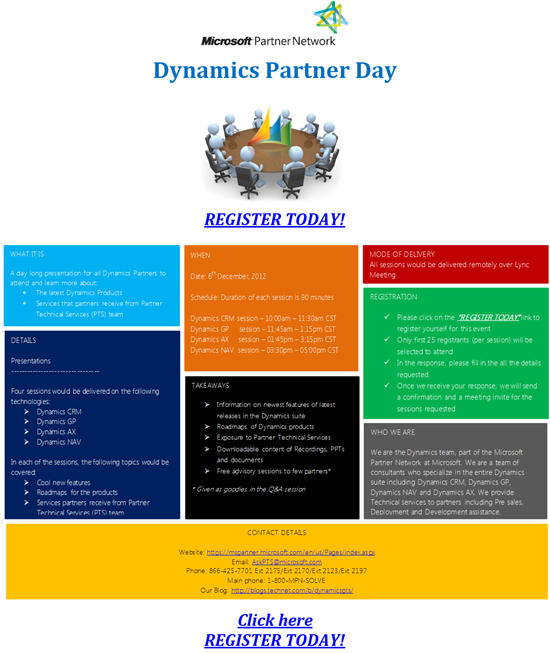 Microsoft Partner Network
Dynamics Partner Day
REGISTER TODAY!
WHAT IT IS
A day long presentation for all Dynamics Partners to
attend and learn more about:
• The latest Dynamics Products
• Services that partners receive from Partner
Technical Services (PTS) team
DETAILS
Presentations
--------------------------------
Four sessions would be delivered on the following
technologies:
➢ Dynamics CRM
➢ Dynamics GP
➢ Dynamics AX
➢ Dynamics NAV
In each of the sessions, the following topics would be
covered:
➢ Cool new features
➢ Roadmaps for the products
➢ Services partners receive from Partner
Technical Services (PTS) team
WHEN
Date: 6TH December, 2012
Schedule: Duration of each session is 90 minutes
Dynamics CRM session – 10:00am – 11:30am CST
Dynamics GP session – 11:45am – 1:15pm CST
Dynamics AX session – 01:45pm – 3:15pm CST
Dynamics NAV session – 03:30pm – 05:00pm CST
TAKEAWAYS
➢ Information on newest features of latest
releases in the Dynamics suite
➢ Roadmaps of Dynamics products
➢ Exposure to Partner Technical Services
➢ Downloadable content of Recordings, PPTs
and documents
➢ Free advisory sessions to few partners*
* Given as goodies in the Q&A session
MODE OF DELIVERY
All sessions would be delivered remotely over Lync
Meeting
REGISTRATION
✓ Please click on the "REGISTER TODAY" link to
register yourself for this event
✓ Only first 25 registrants (per session) will be
selected to attend
✓ In the response, please fill in the all the details
requested
✓ Once we receive your response, we will send
a confirmation and a meeting invite for the
sessions requested
WHO WE ARE
We are the Dynamics team, part of the Microsoft
Partner Network at Microsoft. We are a team of
consultants who specialize in the entire Dynamics
suite including Dynamics CRM, Dynamics GP,
Dynamics NAV and Dynamics AX. We provide
Technical services to partners including Pre sales,
Deployment and Development assistance.
CONTACT DETAILS
Website: https://mspartner.microsoft.com/en/us/Pages/index.aspx
Email: AskPTS@microsoft.com
Phone: 866-425-7701 Ext 2175/Ext 2170/Ext 2123/Ext 2197
Main phone: 1-800-MPN-SOLVE
Our Blog: http://blogs.technet.com/b/dynamicspts/
Click here
REGISTER TODAY!